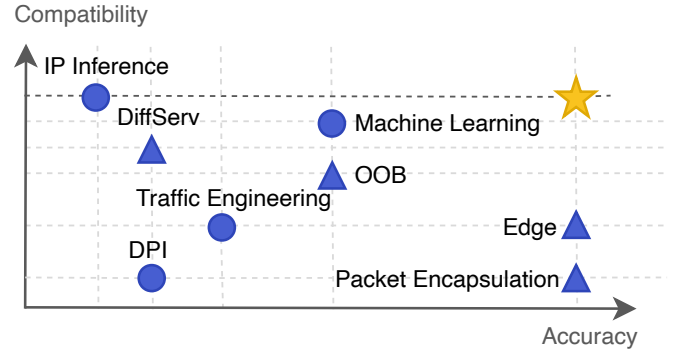 Compatibility
IP Inference
DiffServ
Machine Learning
OOB
Traffic Engineering
Edge
DPI
Packet Encapsulation
Accuracy